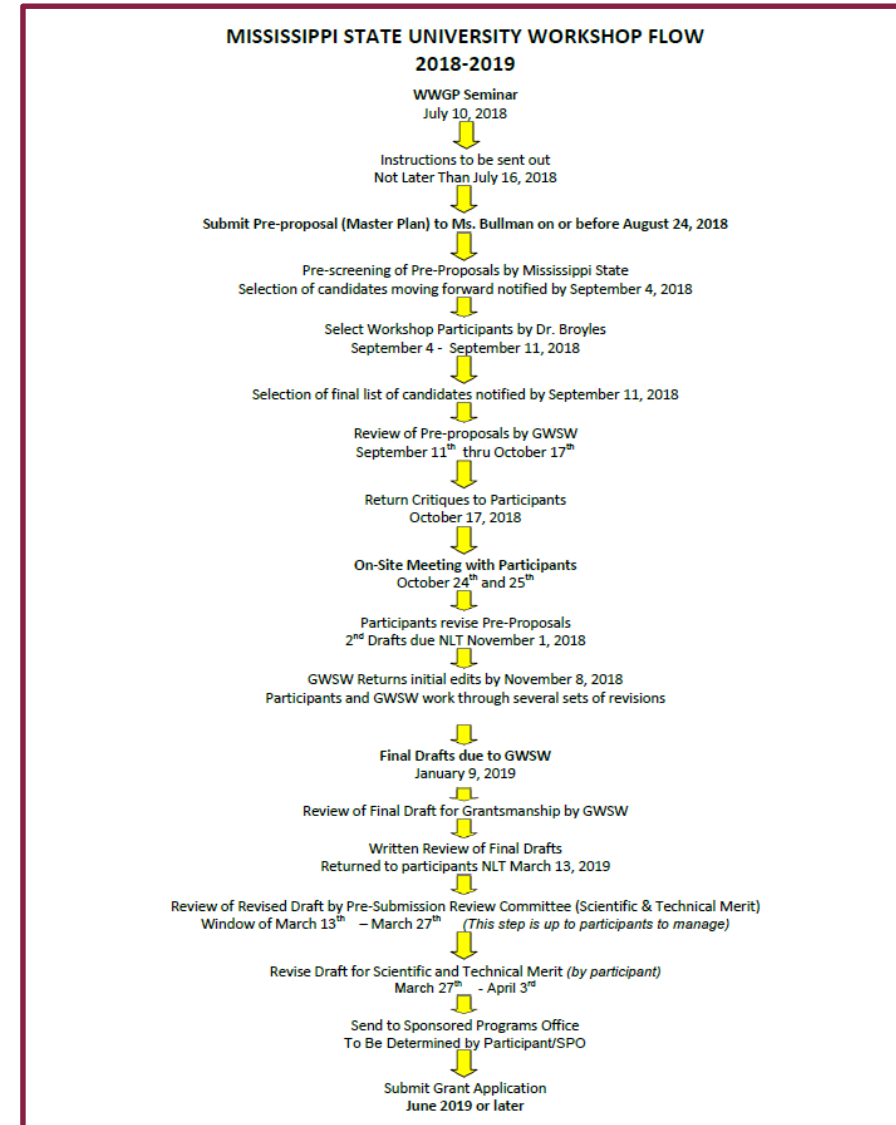 MISSISSIPPI STATE UNIVERSITY WORKSHOP FLOW
2018-2019
WWGP Seminar
July 10, 2018
Instructions to be sent out
Not Later Than July 16, 2018
Submit Pre-proposal (Master Plan) to Ms. Bullman on or before August 24, 2018
Pre-screening of Pre-Proposals by Mississippi State
Selection of candidates moving forward notified by September 4, 2018
Select Workshop Participants by Dr. Broyles
September 4 - September 11, 2018
Selection of final list of candidates notified by September 11, 2018
Review of Pre-proposals by GWSW
September 11th thru October 17th
Return Critiques to Participants
October 17, 2018
On-Site Meeting with Participants
October 24th and 25th
Participants revise Pre-Proposals
2nd Drafts due NLT November 1, 2018
GWSW Returns initial edits by November 8, 2018
Participants and GWSW work through several sets of revisions
Final Drafts due to GWSW
January 9, 2019
Review of Final Draft for Grantsmanship by GWSW
Written Review of Final Drafts
Returned to participants NLT March 13, 2019
Review of Revised Draft by Pre-Submission Review Committee (Scientific & Technical Merit)
Window of March 13th – March 27th (This step is up to participants to manage)
Revise Draft for Scientific and Technical Merit (by participant)
March 27th - April 3rd
Send to Sponsored Programs Office
To Be Determined by Participant/SPO
Submit Grant Application
June 2019 or later